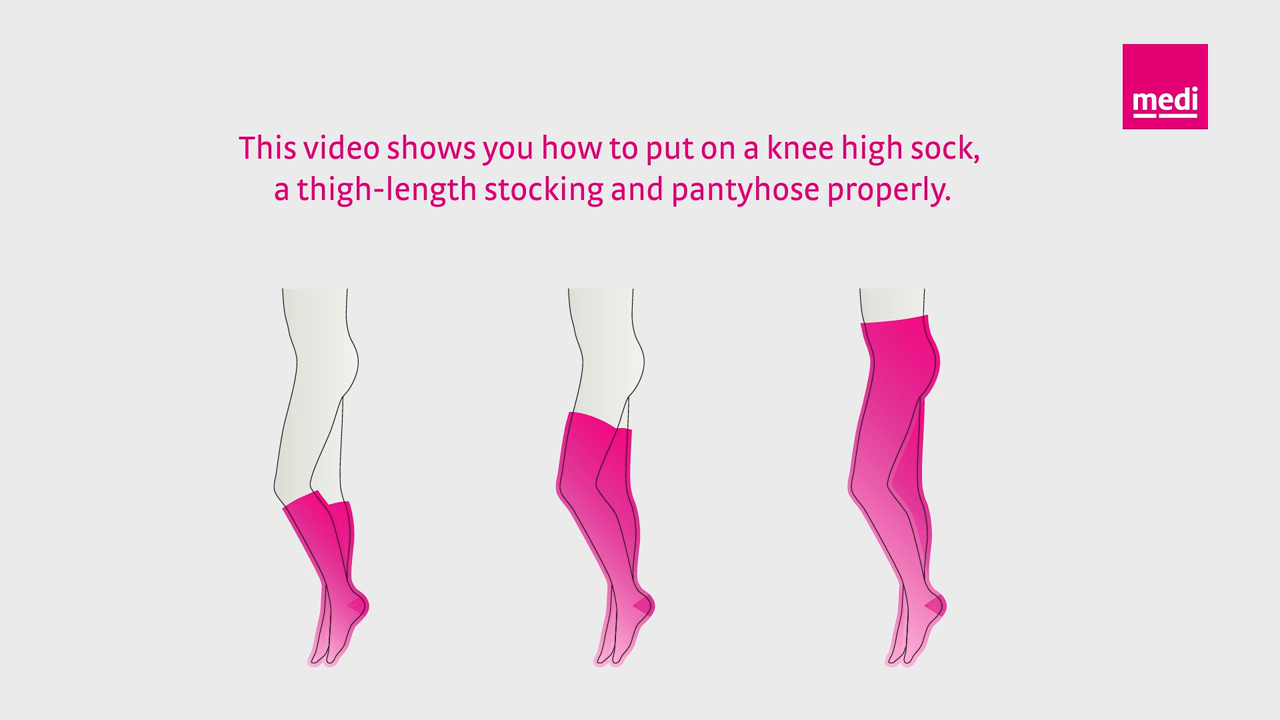 medi
This video shows you how to put on a knee high sock,
a thigh-length stocking and pantyhose properly.